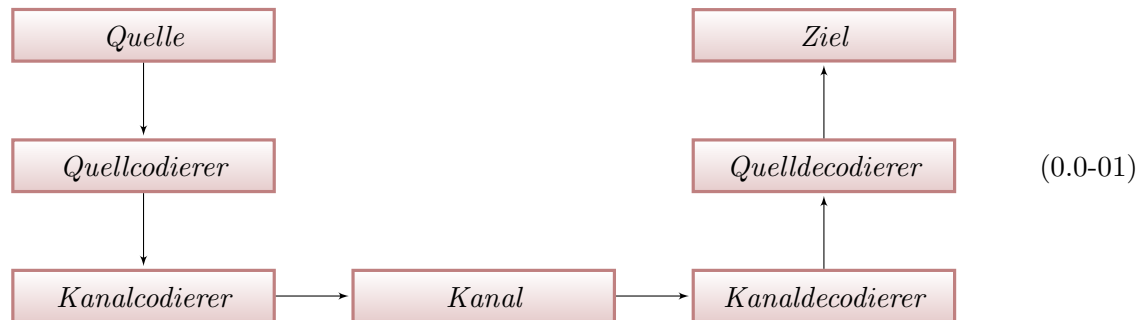 Quelle
Ziel
Quellcodierer
Quelldecodierer
(0.0-01)
Kanalcodierer
Kanal
Kanaldecodierer